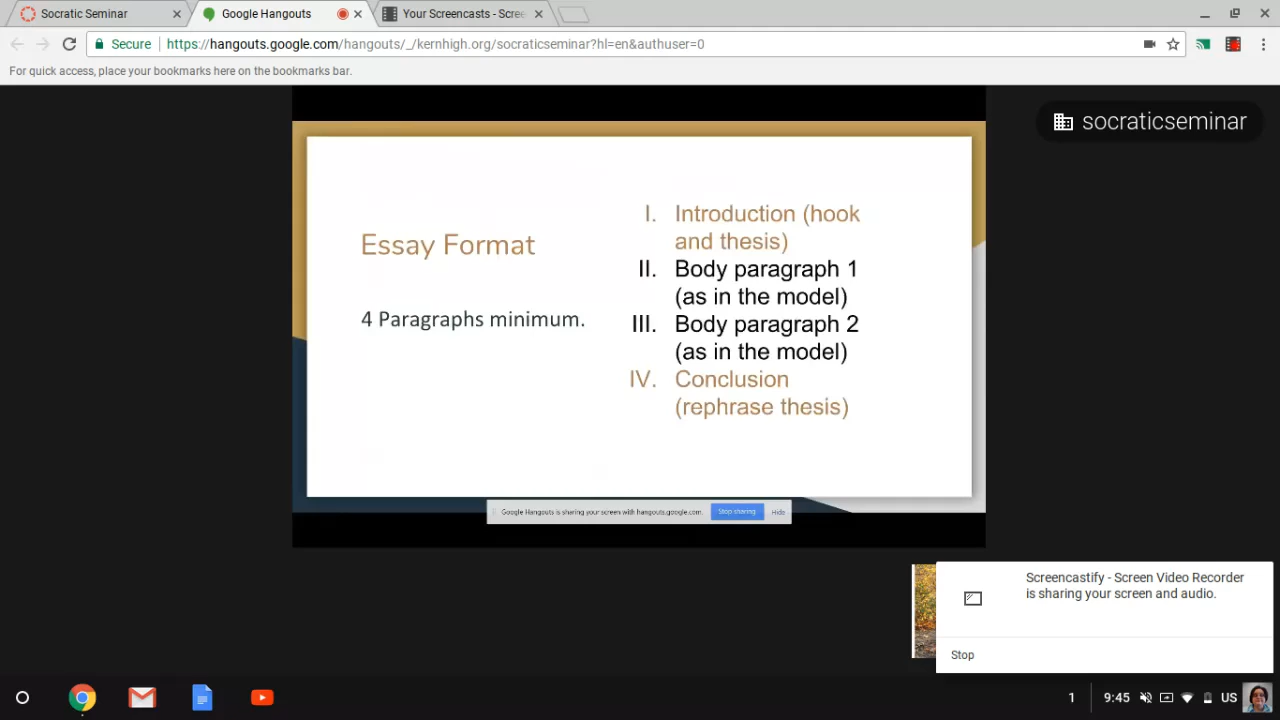 Socratic Seminar
Google Hangouts
Your Screencasts - Scree
Secure https://hangouts.google.com/hangouts/_/kernhigh.org/socraticseminar?hl=en&authuser=0
For quick access, place your bookmarks here on the bookmarks bar.
socraticseminar
Essay Format
4 Paragraphs minimum.
I. Introduction (hook
and thesis)
II. Body paragraph 1
(as in the model)
III. Body paragraph 2
(as in the model)
IV. Conclusion
(rephrase thesis)
Google Hangouts is sharing your screen with hangouts.google.com. Stop sharing Hide
Screencastify - Screen Video Recorder
is sharing your screen and audio.
Stop
1 9:45 US